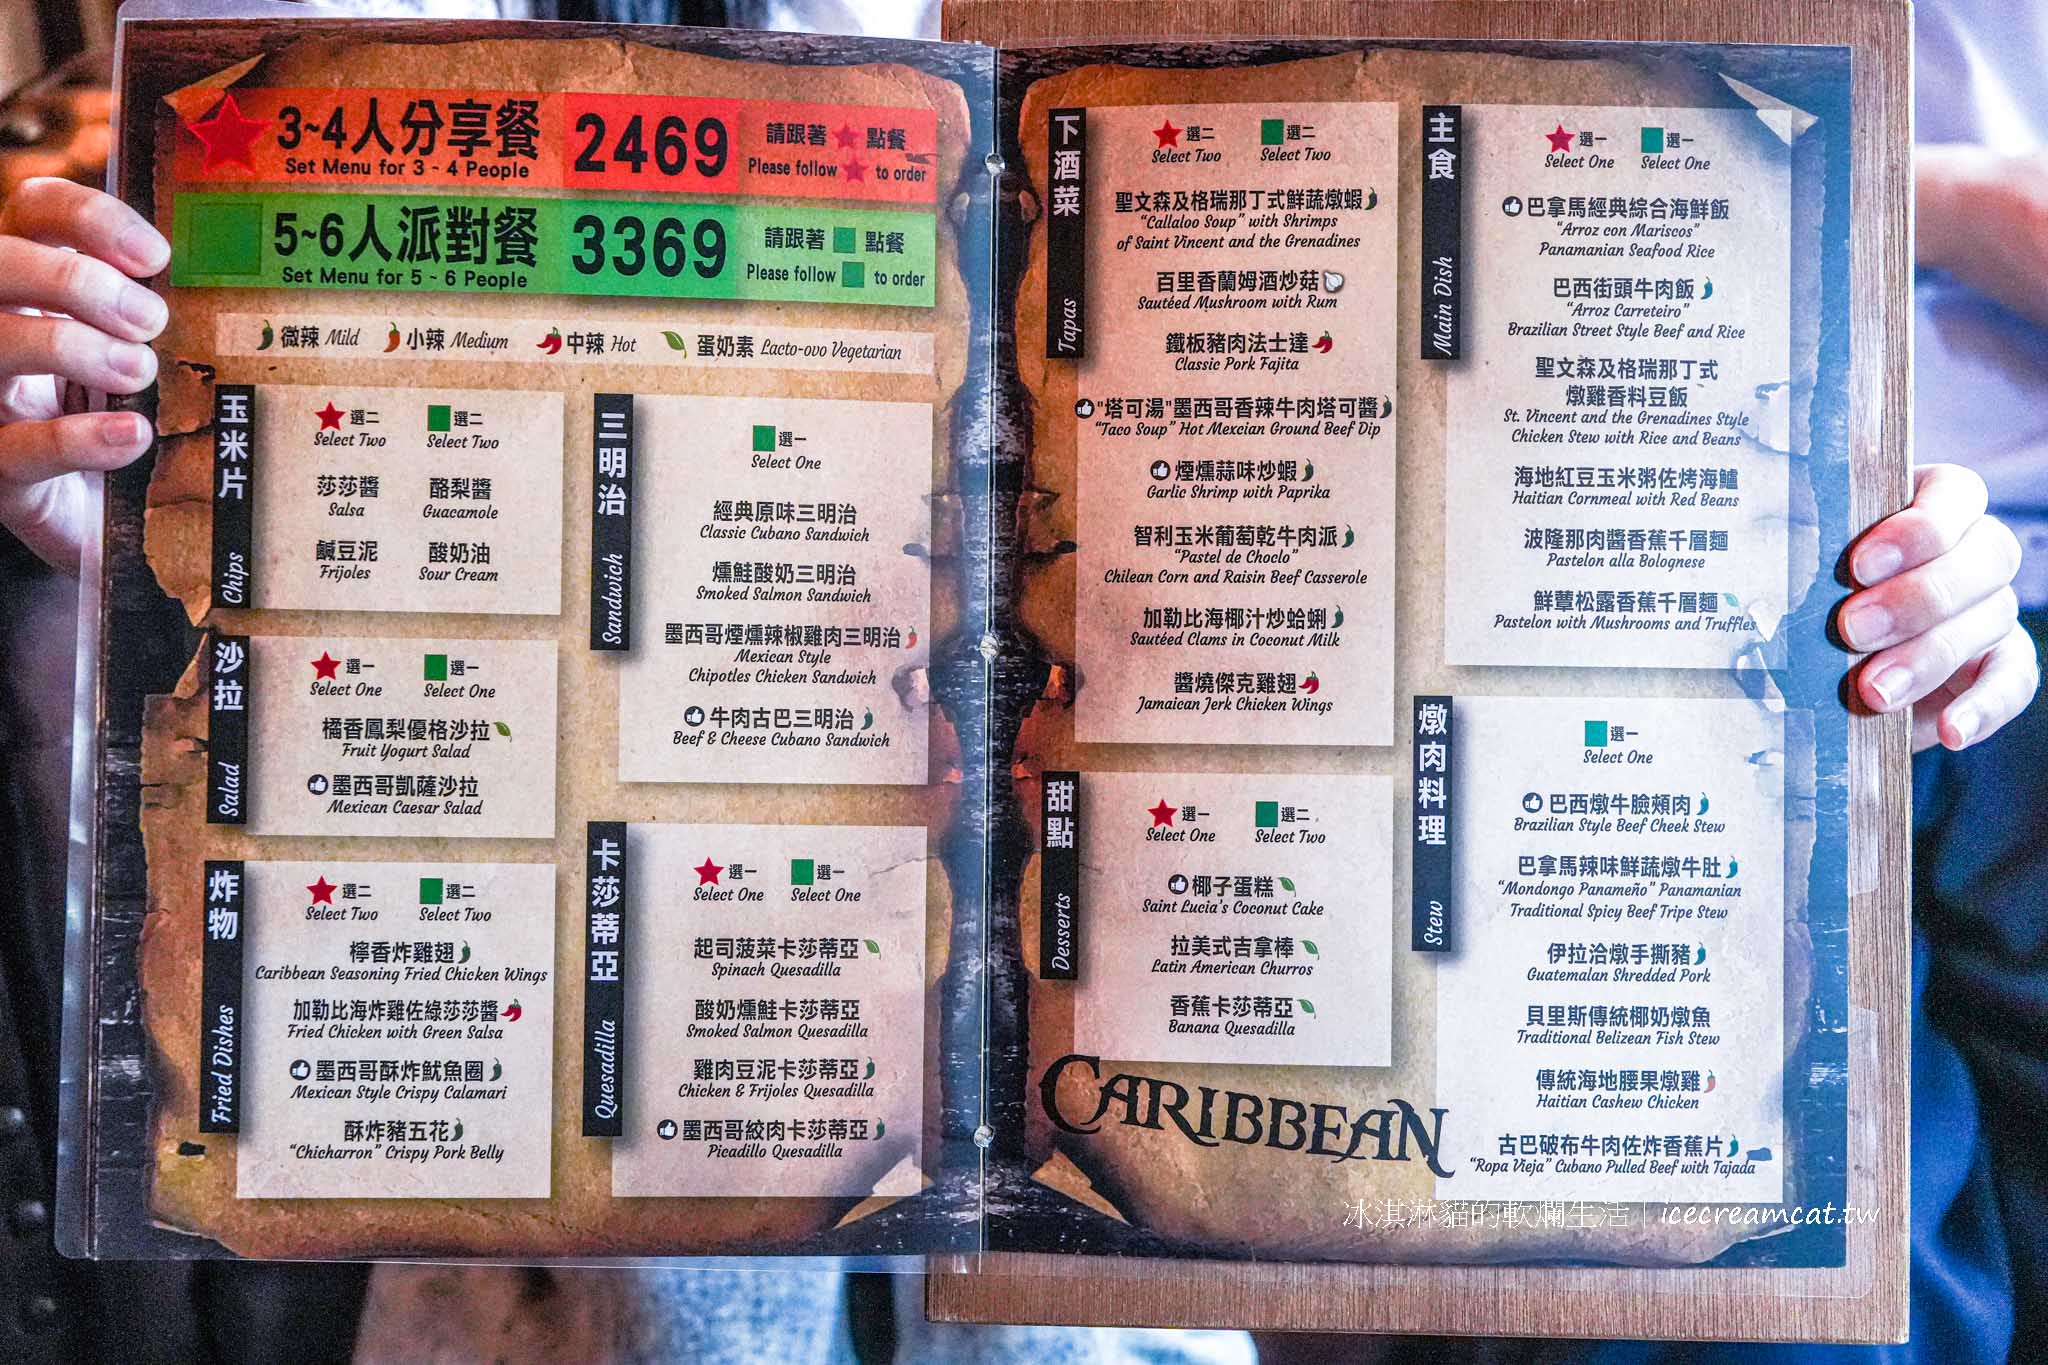 3~4人分享餐
Set Menu for 3 - 4 People
2469
請跟著 點餐
Please follow to order
5~6人派對餐
Set Menu for 5 ~ 6 People
3369
請跟著 點餐
Please follow to order
微辣 Mild 小辣 Medium 中辣 Hot 蛋奶素 Lacto-ovo Vegetarian
玉米片
Chips
選二 選二
Select Two Select Two
莎莎醬 酪梨醬
Salsa Guacamole
鹹豆泥 酸奶油
Frijoles Sour Cream
沙拉
Salad
選一 選一
Select One Select One
橘香鳳梨優格沙拉
Fruit Yogurt Salad
墨西哥凱薩沙拉
Mexican Caesar Salad
炸物
Fried Dishes
選二 選二
Select Two Select Two
檸香炸雞翅
Caribbean Seasoning Fried Chicken Wings
加勒比海炸雞佐綠莎莎醬
Fried Chicken with Green Salsa
墨西哥酥炸魷魚圈
Mexican Style Crispy Calamari
酥炸豬五花
"Chicharron" Crispy Pork Belly
三明治
Sandwich
選一
Select One
經典原味三明治
Classic Cubano Sandwich
燻鮭酸奶三明治
Smoked Salmon Sandwich
墨西哥煙燻辣椒雞肉三明治
Mexican Style
Chipotles Chicken Sandwich
牛肉古巴三明治
Beef & Cheese Cubano Sandwich
卡莎蒂亞
Quesadilla
選一 選一
Select One Select One
起司菠菜卡莎蒂亞
Spinach Quesadilla
酸奶燻鮭卡莎蒂亞
Smoked Salmon Quesadilla
雞肉豆泥卡莎蒂亞
Chicken & Frijoles Quesadilla
墨西哥絞肉卡莎蒂亞
Picadillo Quesadilla
下酒菜
Tapas
選二 選二
Select Two Select Two
聖文森及格瑞那丁式鮮蔬燉蝦
"Callaloo Soup" with Shrimps
of Saint Vincent and the Grenadines
百里香蘭姆酒炒菇
Sautéed Mushroom with Rum
鐵板豬肉法士達
Classic Pork Fajita
"塔可湯"墨西哥香辣牛肉塔可醬
"Taco Soup" Hot Mexcian Ground Beef Dip
煙燻蒜味炒蝦
Garlic Shrimp with Paprika
智利玉米葡萄乾牛肉派
"Pastel de Choclo"
Chilean Corn and Raisin Beef Casserole
加勒比海椰汁炒蛤蜊
Sautéed Clams in Coconut Milk
醬燒傑克雞翅
Jamaican Jerk Chicken Wings
甜點
Desserts
選一 選二
Select One Select Two
椰子蛋糕
Saint Lucia's Coconut Cake
拉美式吉拿棒
Latin American Churros
香蕉卡莎蒂亞
Banana Quesadilla
CARIBBEAN
主食
Main Dish
選一 選一
Select One Select One
巴拿馬經典綜合海鮮飯
"Arroz con Mariscos"
Panamanian Seafood Rice
巴西街頭牛肉飯
"Arroz Carreteiro"
Brazilian Street Style Beef and Rice
聖文森及格瑞那丁式
燉雞香料豆飯
St. Vincent and the Grenadines Style
Chicken Stew with Rice and Beans
海地紅豆玉米粥佐烤海鱸
Haitian Cornmeal with Red Beans
波隆那肉醬香蕉千層麵
Pastelon alla Bolognese
鮮蕈松露香蕉千層麵
Pastelon with Mushrooms and Truffles
燉肉料理
Stew
選一
Select One
巴西燉牛臉頰肉
Brazilian Style Beef Cheek Stew
巴拿馬辣味鮮蔬燉牛肚
"Mondongo Panameño" Panamanian
Traditional Spicy Beef Tripe Stew
伊拉洽燉手撕豬
Guatemalan Shredded Pork
貝里斯傳統椰奶燉魚
Traditional Belizean Fish Stew
傳統海地腰果燉雞
Haitian Cashew Chicken
古巴破布牛肉佐炸香蕉片
"Ropa Vieja" Cubano Pulled Beef with Tajada
冰淇淋貓的軟爛生活 | icecreamcat.tw